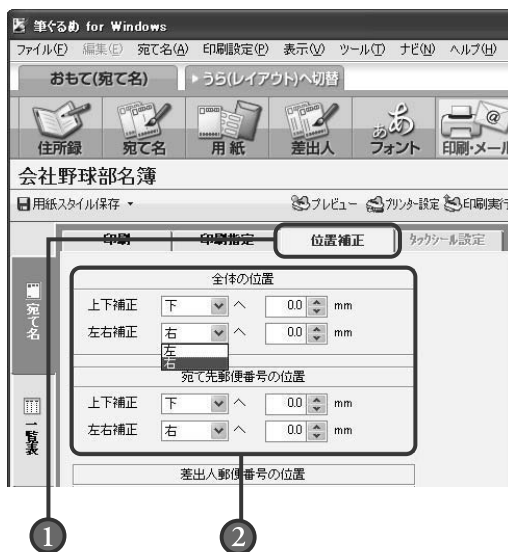 筆ぐるめ for Windows
ファイル(F) 編集(E) 宛て名(A) 印刷設定(P) 表示(V) ツール(T) ナビ(N) ヘルプ(H)
おもて(宛て名) ▶うら(レイアウト)へ切替
住所録 宛て名 用紙 差出人 フォント 印刷・メール
会社野球部名簿
用紙スタイル保存 プレビュー プリンタ設定 印刷実行
印刷 印刷指定 位置補正 タックシール設定
宛て名
一覧表
全体の位置
上下補正 下 へ 0.0 mm
左右補正 右 へ 0.0 mm
左
右
宛て先郵便番号の位置
上下補正 下 へ 0.0 mm
左右補正 右 へ 0.0 mm
差出人郵便番号の位置
1 2